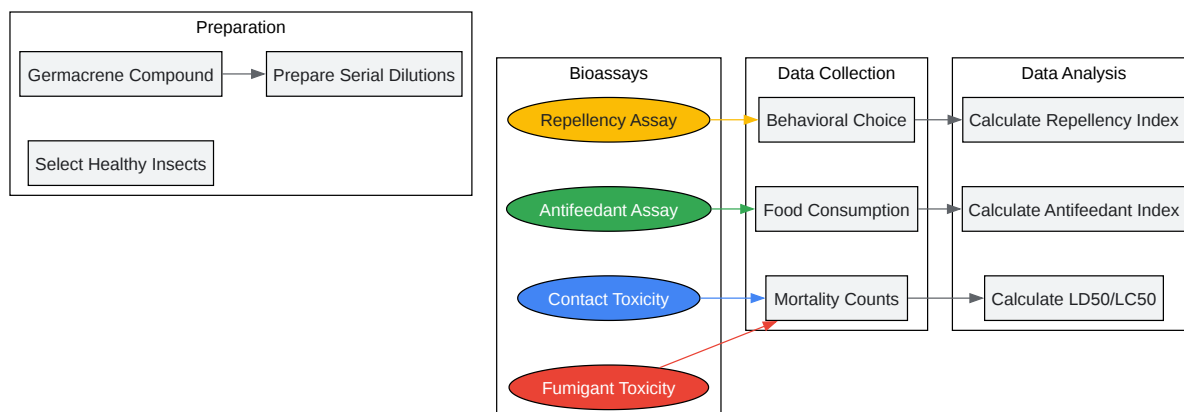 Preparation
Germacrene Compound
Prepare Serial Dilutions
Select Healthy Insects
Bioassays
Repellency Assay
Antifeedant Assay
Contact Toxicity
Fumigant Toxicity
Data Collection
Behavioral Choice
Food Consumption
Mortality Counts
Data Analysis
Calculate Repellency Index
Calculate Antifeedant Index
Calculate LD50/LC50